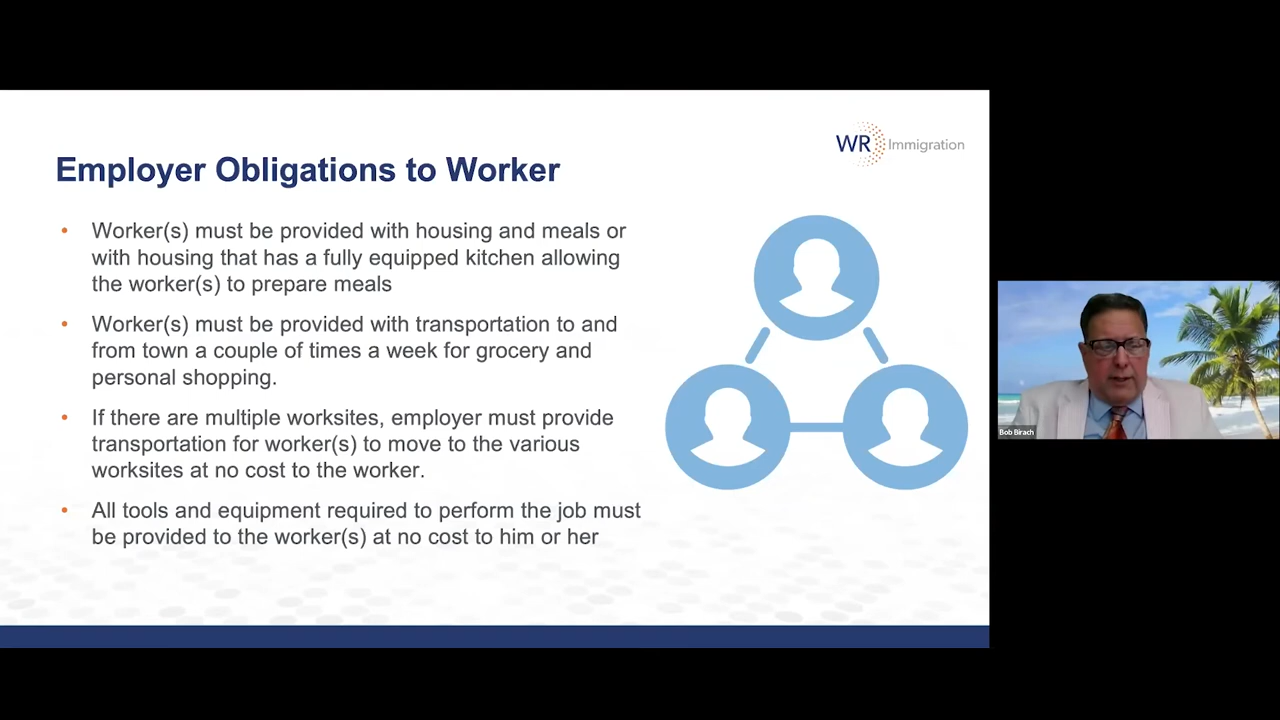 WR Immigration
Employer Obligations to Worker
• Worker(s) must be provided with housing and meals or
with housing that has a fully equipped kitchen allowing
the worker(s) to prepare meals
• Worker(s) must be provided with transportation to and
from town a couple of times a week for grocery and
personal shopping.
• If there are multiple worksites, employer must provide
transportation for worker(s) to move to the various
worksites at no cost to the worker.
• All tools and equipment required to perform the job must
be provided to the worker(s) at no cost to him or her
Bob Birach